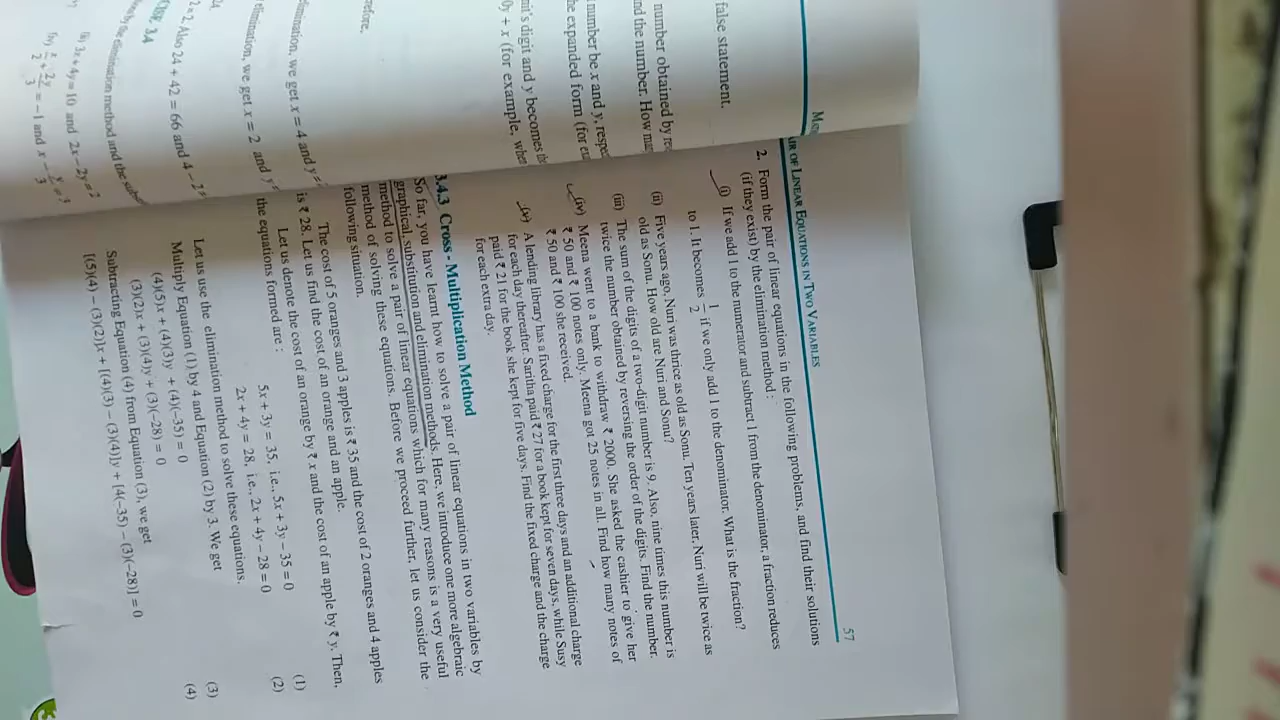 false statement.
number obtained by
and the number. How
number be x and y,
expanded form (for
digit and y becomes
+ x (for example,
elimination, we get x = 4 and y =
elimination, we get x = 2 and y
2 × 2. Also 24 + 42 = 66 and 4 – 2 =
3.4
by the elimination method and the
(ii) 3x + 4y = 10 and 2x – 2y = 2
(iv) x/2 + 2y/3 = –1 and x – y/3 = 3
OF LINEAR EQUATIONS IN TWO VARIABLES
57
2. Form the pair of linear equations in the following problems, and find their solutions
(if they exist) by the elimination method :
(i) If we add 1 to the numerator and subtract 1 from the denominator, a fraction reduces
to 1. It becomes 1/2 if we only add 1 to the denominator. What is the fraction?
(ii) Five years ago, Nuri was thrice as old as Sonu. Ten years later, Nuri will be twice as
old as Sonu. How old are Nuri and Sonu?
(iii) The sum of the digits of a two-digit number is 9. Also, nine times this number is
twice the number obtained by reversing the order of the digits. Find the number.
(iv) Meena went to a bank to withdraw ₹ 2000. She asked the cashier to give her
₹ 50 and ₹ 100 notes only. Meena got 25 notes in all. Find how many notes of
₹ 50 and ₹ 100 she received.
(v) A lending library has a fixed charge for the first three days and an additional charge
for each day thereafter. Saritha paid ₹ 27 for a book kept for seven days, while Susy
paid ₹ 21 for the book she kept for five days. Find the fixed charge and the charge
for each extra day.
3.4.3 Cross - Multiplication Method
So far, you have learnt how to solve a pair of linear equations in two variables by
graphical, substitution and elimination methods. Here, we introduce one more algebraic
method to solve a pair of linear equations which for many reasons is a very useful
method of solving these equations. Before we proceed further, let us consider the
following situation.
The cost of 5 oranges and 3 apples is ₹ 35 and the cost of 2 oranges and 4 apples
is ₹ 28. Let us find the cost of an orange and an apple.
Let us denote the cost of an orange by ₹ x and the cost of an apple by ₹ y. Then,
the equations formed are :
5x + 3y = 35, i.e., 5x + 3y – 35 = 0 (1)
2x + 4y = 28, i.e., 2x + 4y – 28 = 0 (2)
Let us use the elimination method to solve these equations.
Multiply Equation (1) by 4 and Equation (2) by 3. We get
(4)(5)x + (4)(3)y + (4)(–35) = 0 (3)
(3)(2)x + (3)(4)y + (3)(–28) = 0 (4)
Subtracting Equation (4) from Equation (3), we get
[(5)(4) – (3)(2)]x + [(4)(3) – (3)(4)]y + [4(–35) – (3)(–28)] = 0